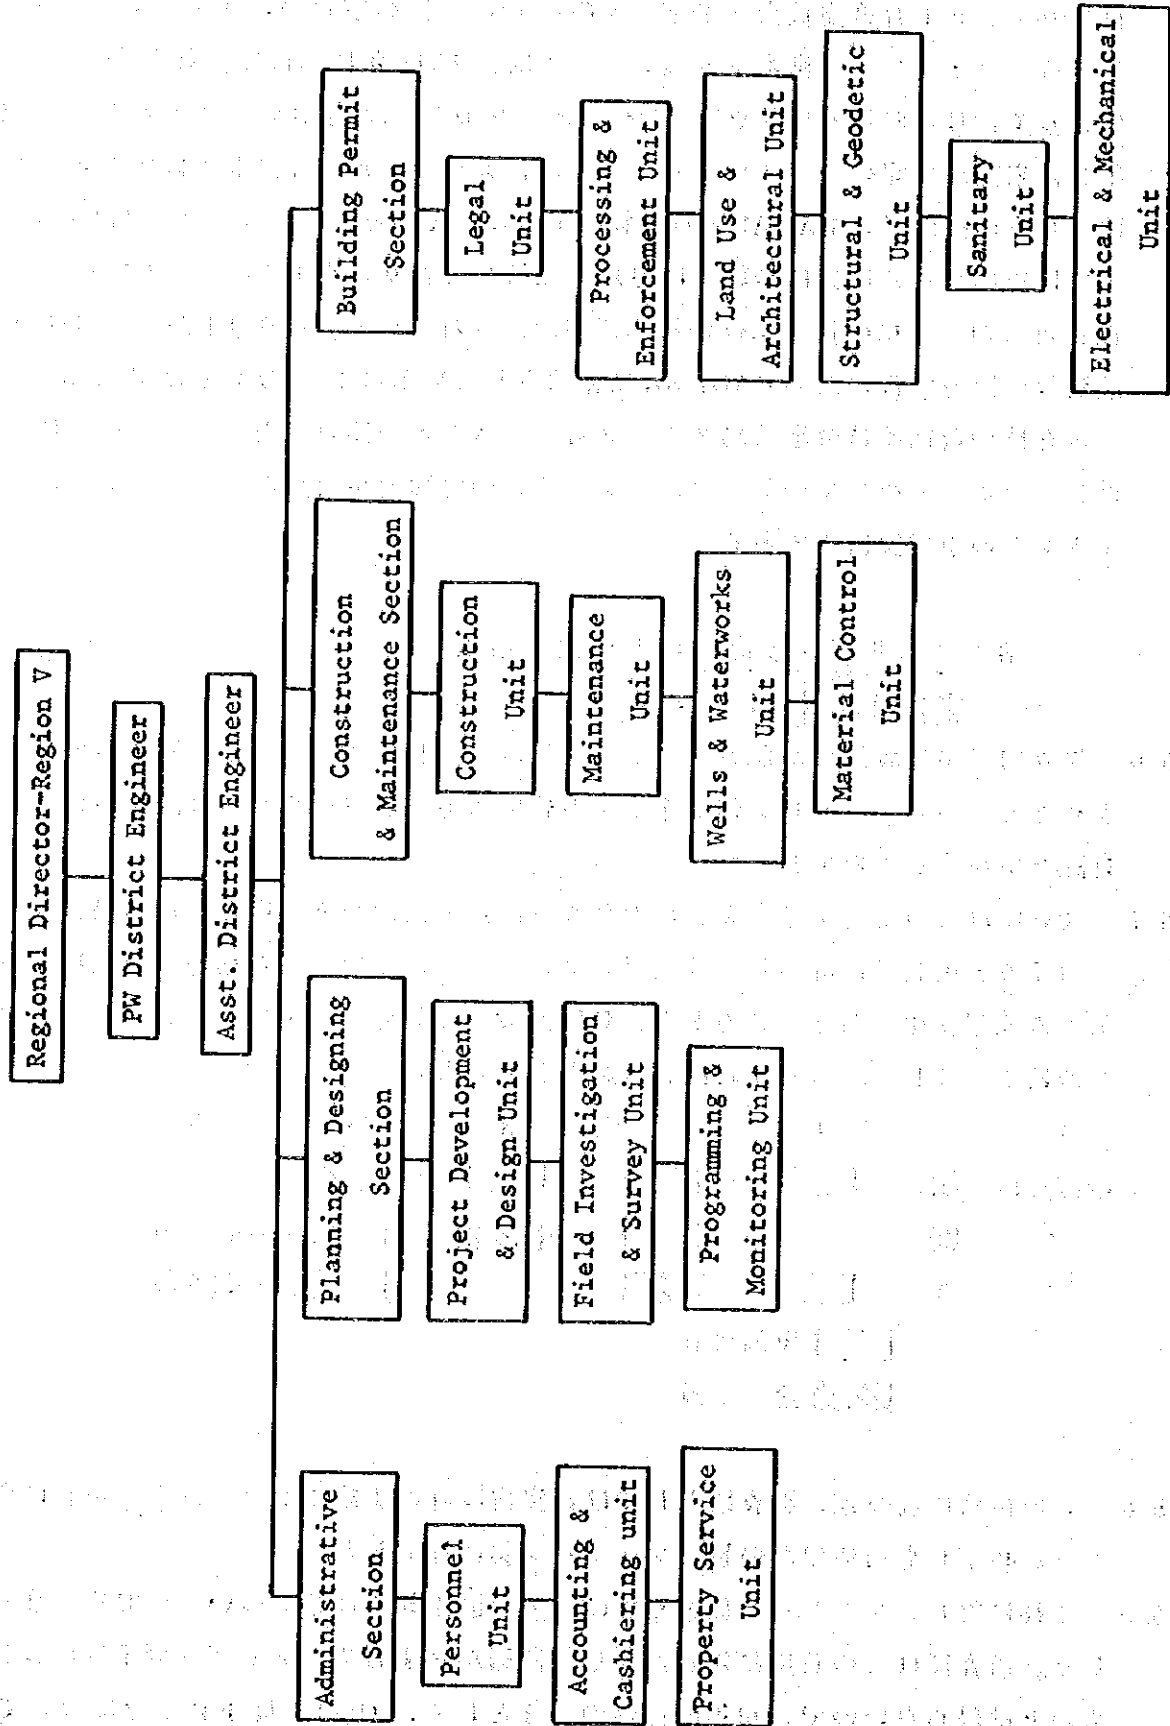 Regional Director-Region V
PW District Engineer
Asst. District Engineer
Administrative
Section
Personnel
Unit
Accounting &
Cashiering unit
Property Service
Unit
Planning & Designing
Section
Project Development
& Design Unit
Field Investigation
& Survey Unit
Programming &
Monitoring Unit
Construction
& Maintenance Section
Construction
Unit
Maintenance
Unit
Wells & Waterworks
Unit
Material Control
Unit
Building Permit
Section
Legal
Unit
Processing &
Enforcement Unit
Land Use &
Architectural Unit
Structural & Geodetic
Unit
Sanitary
Unit
Electrical & Mechanical
Unit